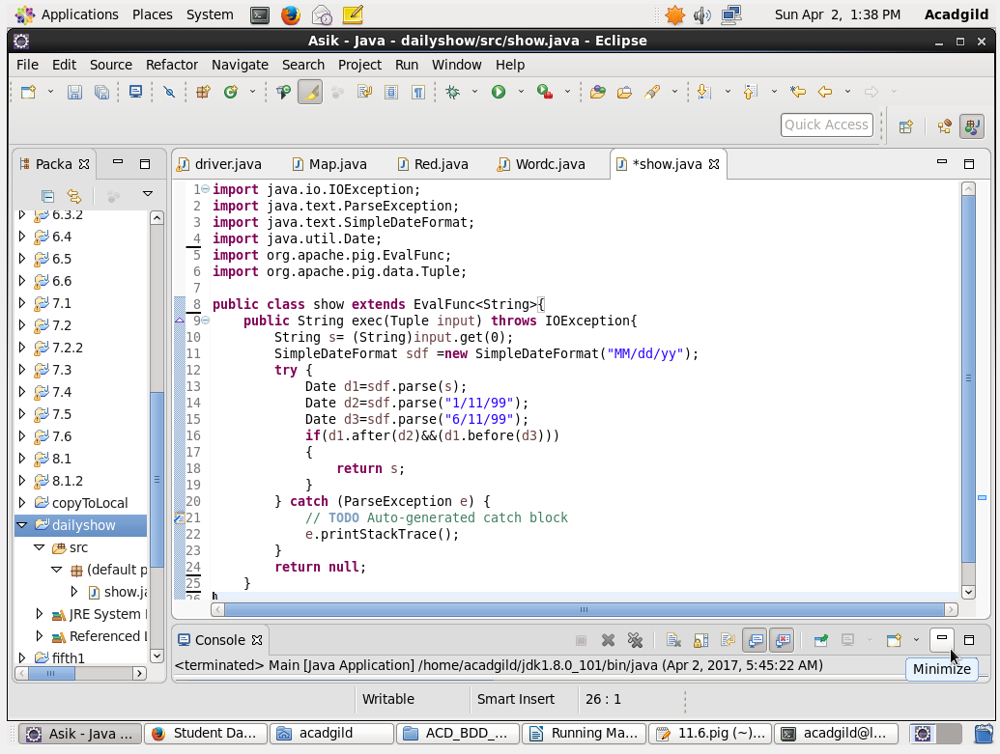 Applications Places System Sun Apr 2, 1:38 PM Acadgild
Asik - Java - dailyshow/src/show.java - Eclipse
File Edit Source Refactor Navigate Search Project Run Window Help
Quick Access
Packa
driver.java Map.java Red.java Wordc.java *show.java
6.3.2
6.4
6.5
6.6
7.1
7.2
7.2.2
7.3
7.4
7.5
7.6
8.1
8.1.2
copyToLocal
dailyshow
src
(default p
show.ja
JRE System
Referenced
fifth1
1 import java.io.IOException;
2 import java.text.ParseException;
3 import java.text.SimpleDateFormat;
4 import java.util.Date;
5 import org.apache.pig.EvalFunc;
6 import org.apache.pig.data.Tuple;
7
8 public class show extends EvalFunc<String>{
9 public String exec(Tuple input) throws IOException{
10 String s= (String)input.get(0);
11 SimpleDateFormat sdf =new SimpleDateFormat("MM/dd/yy");
12 try {
13 Date d1=sdf.parse(s);
14 Date d2=sdf.parse("1/11/99");
15 Date d3=sdf.parse("6/11/99");
16 if(d1.after(d2)&&(d1.before(d3)))
17 {
18 return s;
19 }
20 } catch (ParseException e) {
21 // TODO Auto-generated catch block
22 e.printStackTrace();
23 }
24 return null;
25 }
26 }
Console
<terminated> Main [Java Application] /home/acadgild/jdk1.8.0_101/bin/java (Apr 2, 2017, 5:45:22 AM)
Minimize
Writable Smart Insert 26 : 1
Asik - Java ... Student Da... acadgild ACD_BDD_... Running Ma... 11.6.pig (~)... acadgild@l...